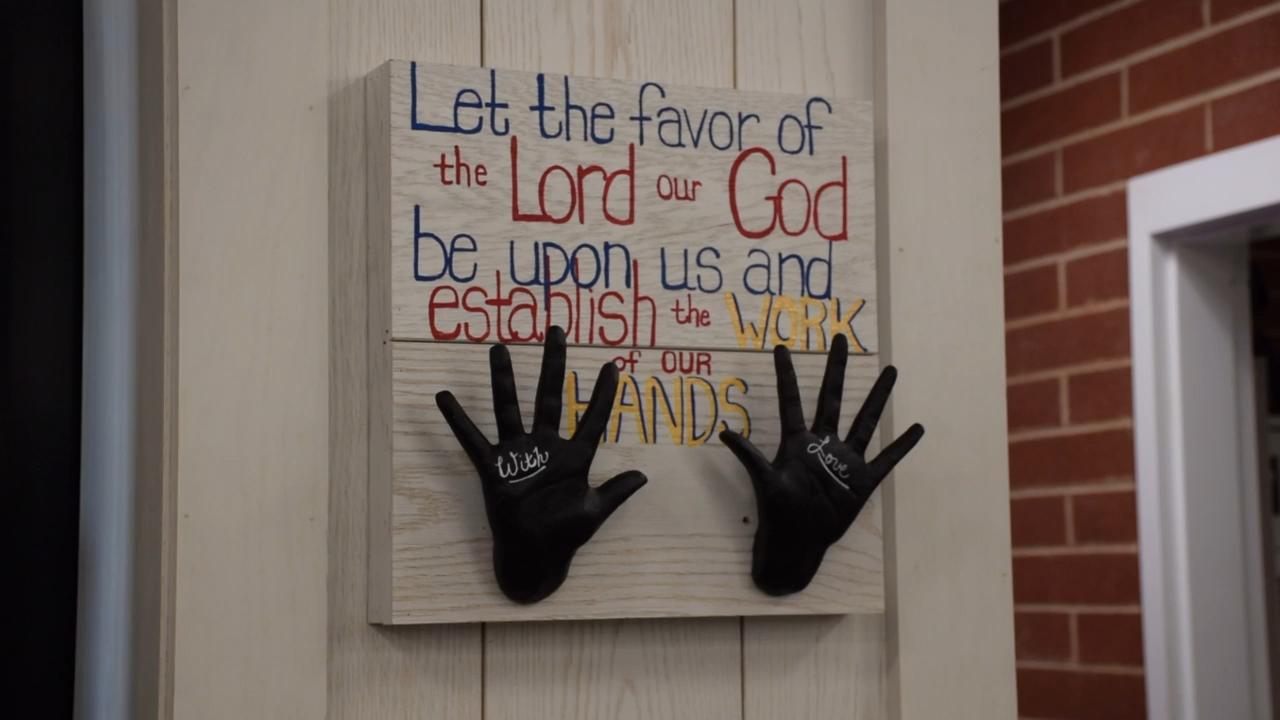 Let the favor of
the Lord our God
be upon us and
establish the WORK
of OUR
HANDS
With Love